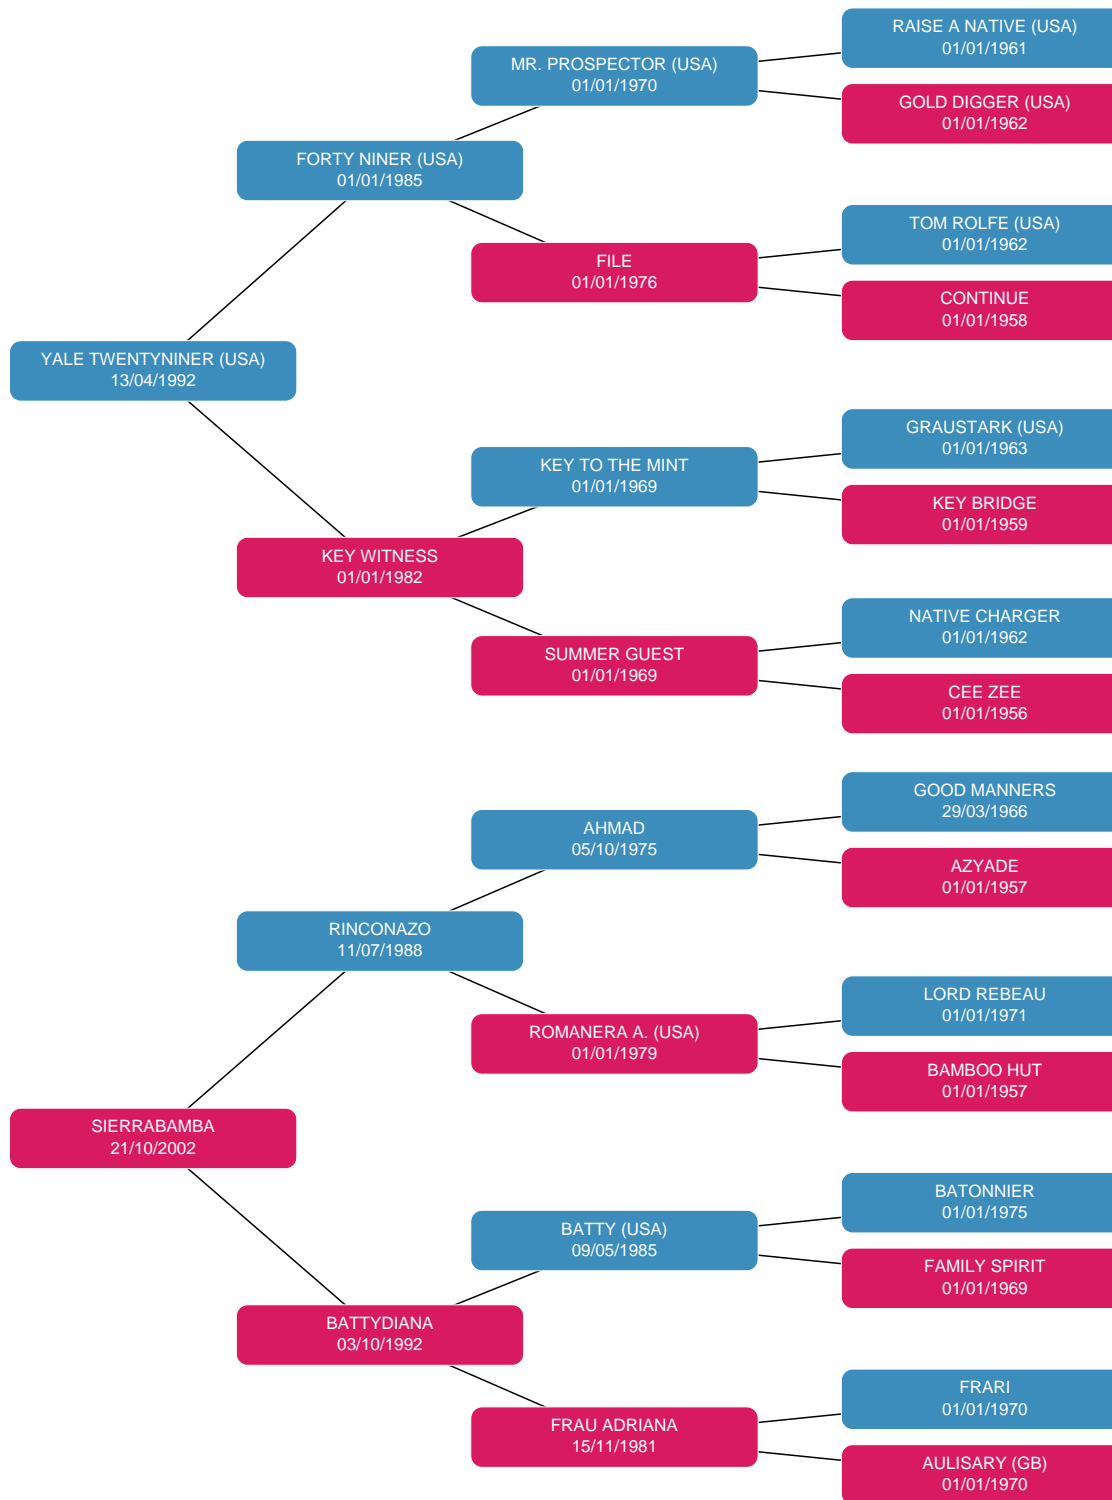 RAISE A NATIVE (USA)
01/01/1961
MR. PROSPECTOR (USA)
01/01/1970
GOLD DIGGER (USA)
01/01/1962
FORTY NINER (USA)
01/01/1985
TOM ROLFE (USA)
01/01/1962
FILE
01/01/1976
CONTINUE
01/01/1958
YALE TWENTYNINER (USA)
13/04/1992
GRAUSTARK (USA)
01/01/1963
KEY TO THE MINT
01/01/1969
KEY BRIDGE
01/01/1959
KEY WITNESS
01/01/1982
NATIVE CHARGER
01/01/1962
SUMMER GUEST
01/01/1969
CEE ZEE
01/01/1956
GOOD MANNERS
29/03/1966
AHMAD
05/10/1975
AZYADE
01/01/1957
RINCONAZO
11/07/1988
LORD REBEAU
01/01/1971
ROMANERA A. (USA)
01/01/1979
BAMBOO HUT
01/01/1957
SIERRABAMBA
21/10/2002
BATONNIER
01/01/1975
BATTY (USA)
09/05/1985
FAMILY SPIRIT
01/01/1969
BATTYDIANA
03/10/1992
FRARI
01/01/1970
FRAU ADRIANA
15/11/1981
AULISARY (GB)
01/01/1970